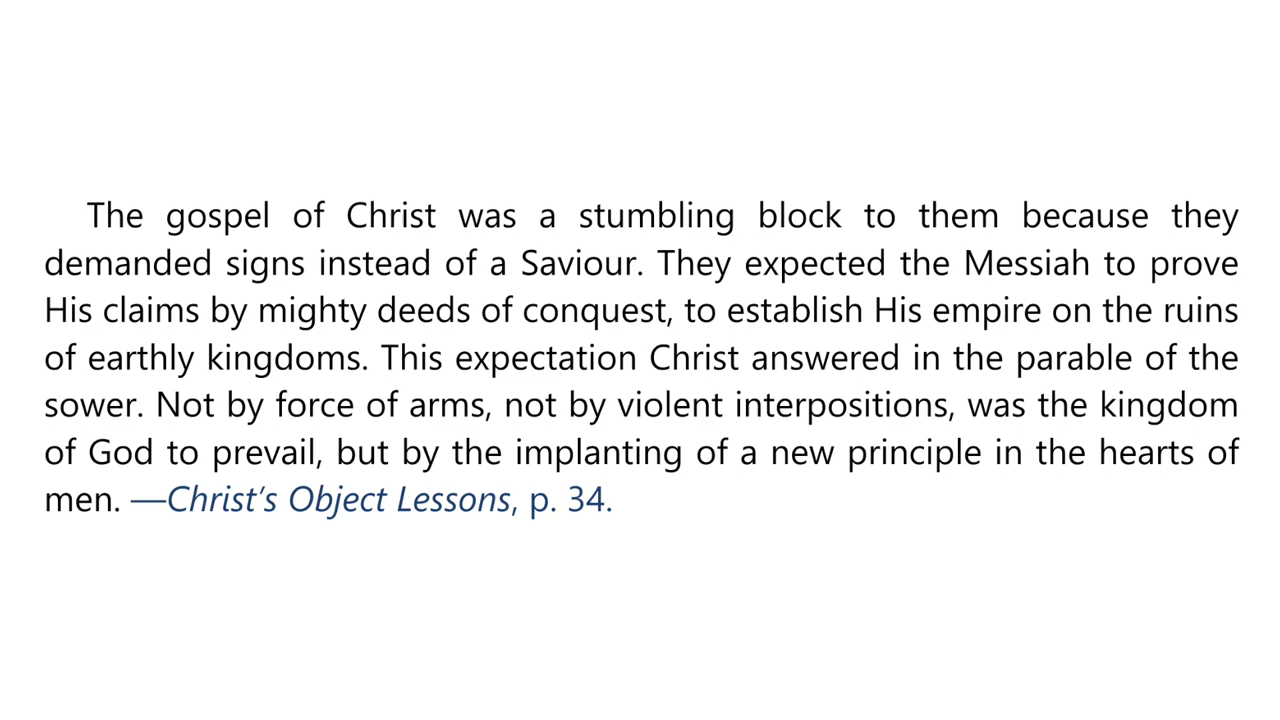 The gospel of Christ was a stumbling block to them because they
demanded signs instead of a Saviour. They expected the Messiah to prove
His claims by mighty deeds of conquest, to establish His empire on the ruins
of earthly kingdoms. This expectation Christ answered in the parable of the
sower. Not by force of arms, not by violent interpositions, was the kingdom
of God to prevail, but by the implanting of a new principle in the hearts of
men. —Christ’s Object Lessons, p. 34.